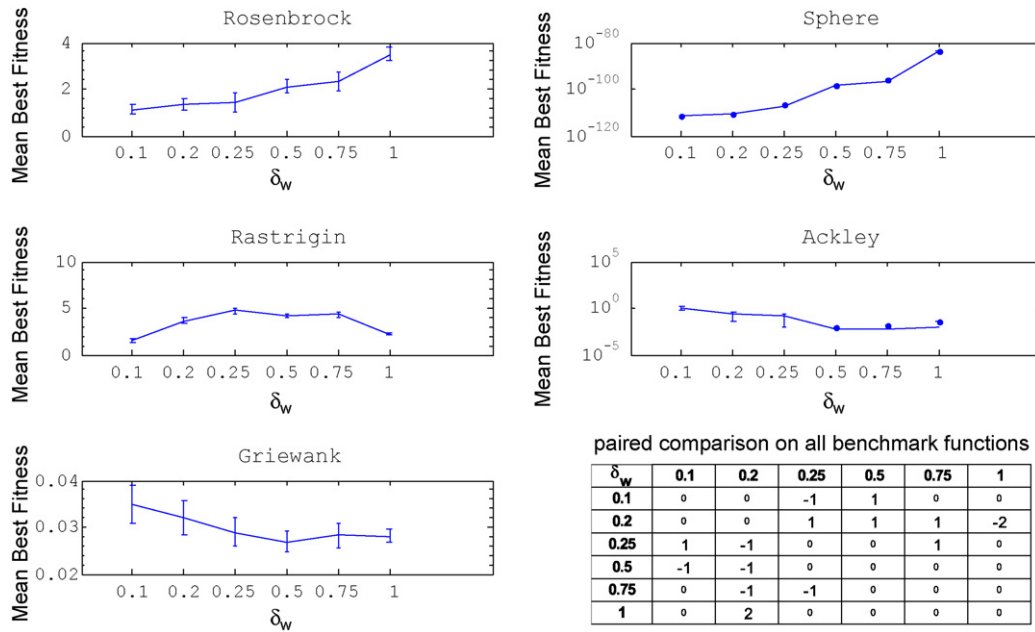 Rosenbrock
Mean Best Fitness
4
2
0
0.1 0.2 0.25 0.5 0.75 1
δw
Sphere
Mean Best Fitness
10^-80
10^-100
10^-120
0.1 0.2 0.25 0.5 0.75 1
δw
Rastrigin
Mean Best Fitness
10
5
0
0.1 0.2 0.25 0.5 0.75 1
δw
Ackley
Mean Best Fitness
10^5
10^0
10^-5
0.1 0.2 0.25 0.5 0.75 1
δw
Griewank
Mean Best Fitness
0.04
0.03
0.02
0.1 0.2 0.25 0.5 0.75 1
δw
paired comparison on all benchmark functions
δw 0.1 0.2 0.25 0.5 0.75 1
0.1 0 0 -1 1 0 0
0.2 0 0 1 1 1 -2
0.25 1 -1 0 0 1 0
0.5 -1 -1 0 0 0 0
0.75 0 -1 -1 0 0 0
1 0 2 0 0 0 0